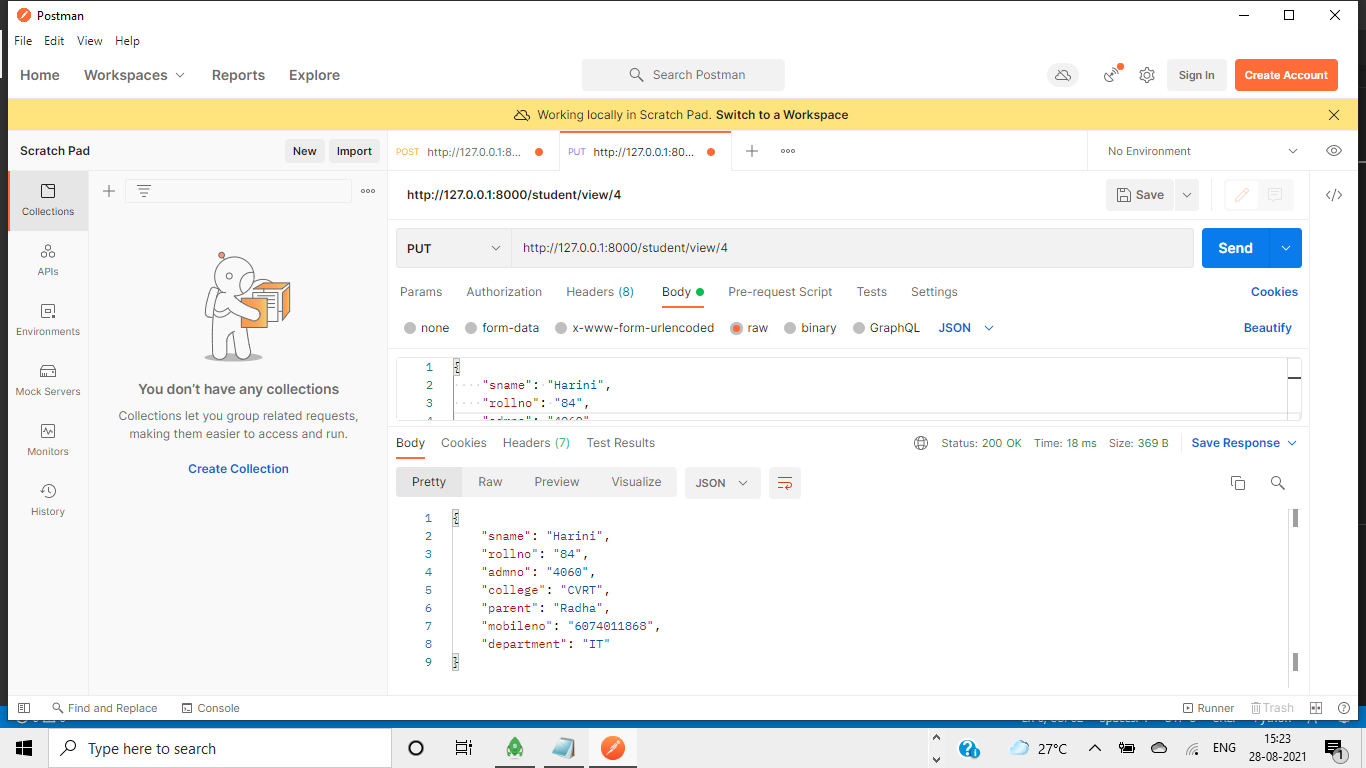 Postman
File Edit View Help
Home Workspaces Reports Explore Search Postman Sign In Create Account
Working locally in Scratch Pad. Switch to a Workspace
Scratch Pad New Import
POST http://127.0.0.1:8... PUT http://127.0.0.1:80... No Environment
Collections
APIs
Environments
Mock Servers
Monitors
History
You don't have any collections
Collections let you group related requests,
making them easier to access and run.
Create Collection
http://127.0.0.1:8000/student/view/4 Save
PUT http://127.0.0.1:8000/student/view/4 Send
Params Authorization Headers (8) Body Pre-request Script Tests Settings Cookies
none form-data x-www-form-urlencoded raw binary GraphQL JSON Beautify
1 {
2 "sname": "Harini",
3 "rollno": "84",
4 "admno": "4060",
Body Cookies Headers (7) Test Results Status: 200 OK Time: 18 ms Size: 369 B Save Response
Pretty Raw Preview Visualize JSON
1 {
2 "sname": "Harini",
3 "rollno": "84",
4 "admno": "4060",
5 "college": "CVRT",
6 "parent": "Radha",
7 "mobileno": "6074011868",
8 "department": "IT"
9 }
Find and Replace Console Runner Trash
Type here to search 27°C ENG 15:23
28-08-2021 1